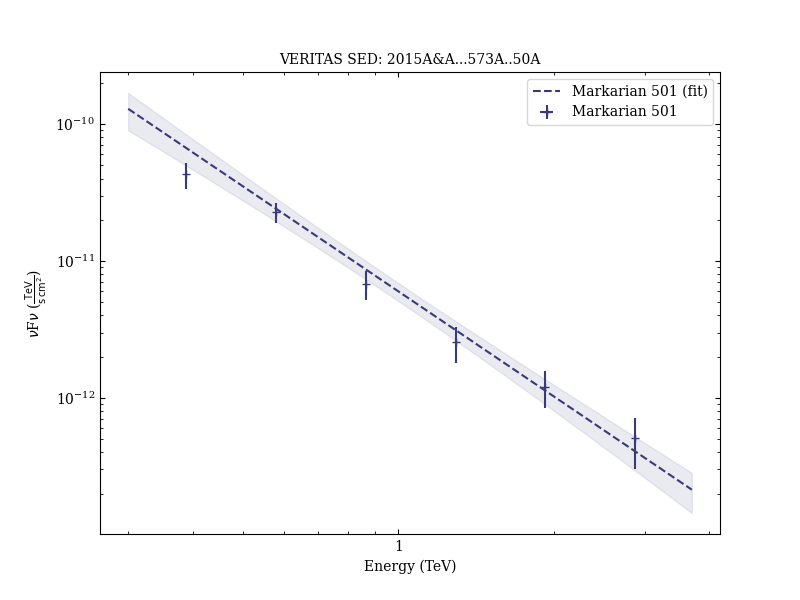 VERITAS SED: 2015A&A...573A..50A
Markarian 501 (fit)
Markarian 501
10⁻¹⁰
10⁻¹¹
10⁻¹²
νFν (TeV / s cm²)
1
Energy (TeV)